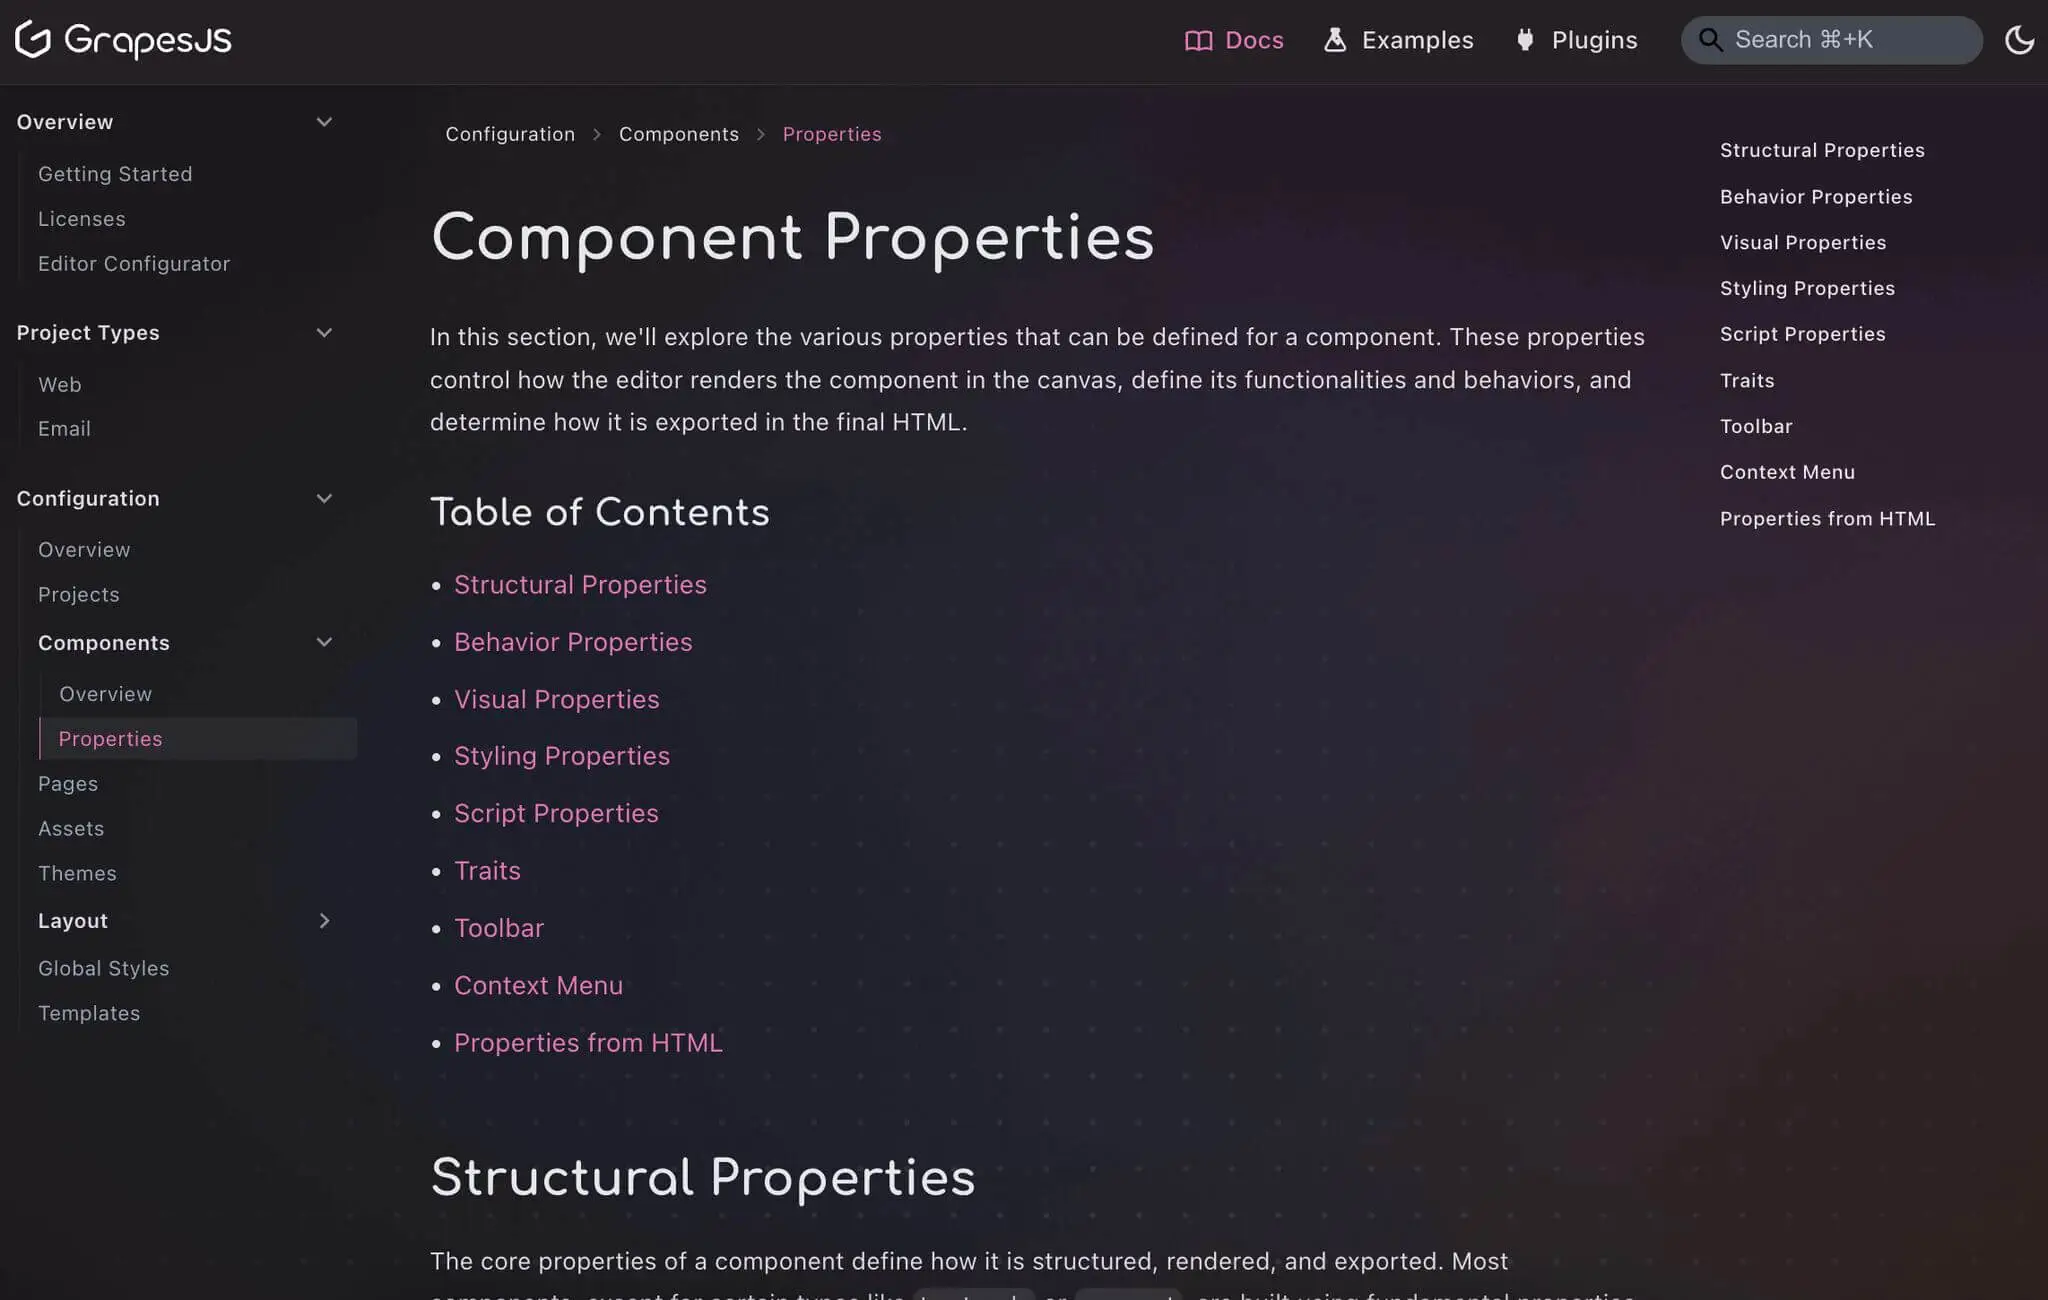 GrapesJS
Docs
Examples
Plugins
Search ⌘+K
Overview
Getting Started
Licenses
Editor Configurator
Project Types
Web
Email
Configuration
Overview
Projects
Components
Overview
Properties
Pages
Assets
Themes
Layout
Global Styles
Templates
Configuration > Components > Properties
Component Properties
In this section, we'll explore the various properties that can be defined for a component. These properties
control how the editor renders the component in the canvas, define its functionalities and behaviors, and
determine how it is exported in the final HTML.
Table of Contents
• Structural Properties
• Behavior Properties
• Visual Properties
• Styling Properties
• Script Properties
• Traits
• Toolbar
• Context Menu
• Properties from HTML
Structural Properties
The core properties of a component define how it is structured, rendered, and exported. Most
Structural Properties
Behavior Properties
Visual Properties
Styling Properties
Script Properties
Traits
Toolbar
Context Menu
Properties from HTML